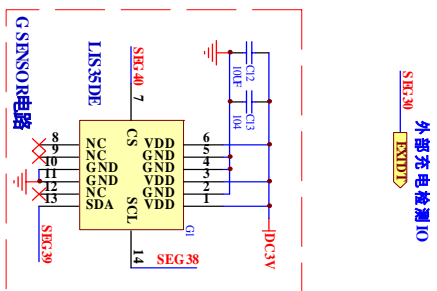 G SENSOR电路
LIS35DE
SEG40
7
CS
C12
10UF
C13
104
8 NC VDD 6
9 NC GND 5
10 GND GND 4
11 GND VDD 3
12 NC GND 2
13 SDA VDD 1
SCL
14
G1
SEG39
SEG38
DC3V
SEG30
EXIDT
外部充电检测IO